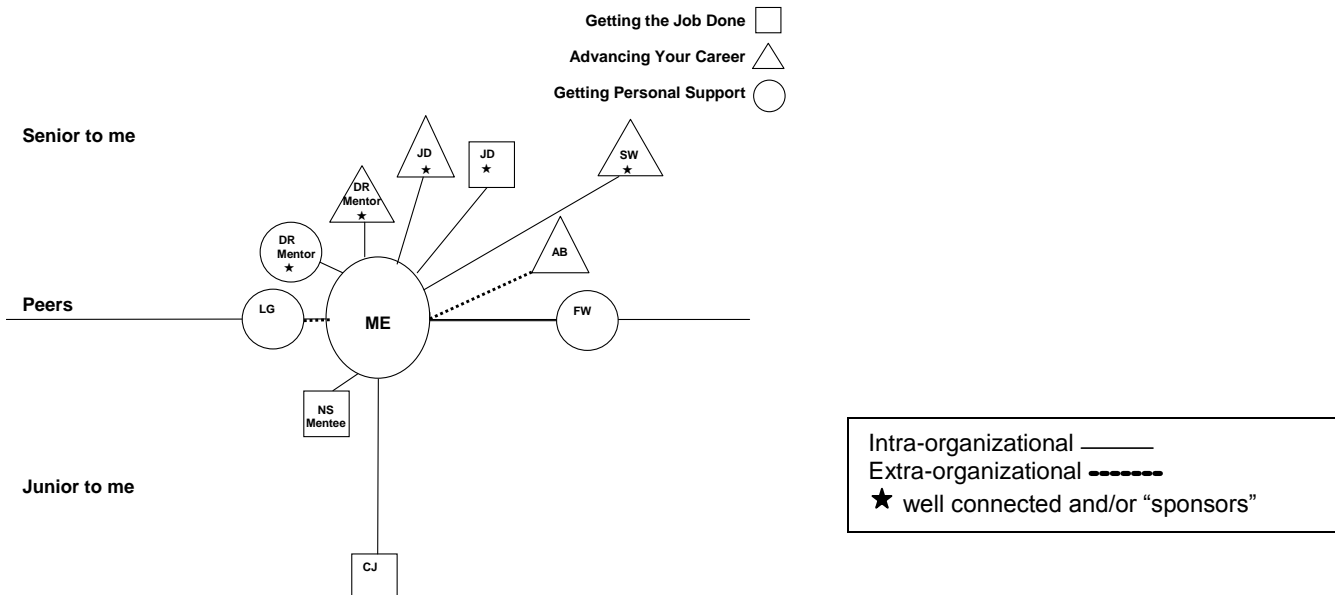 Getting the Job Done
Advancing Your Career
Getting Personal Support
Senior to me
JD
JD
SW
DR
Mentor
DR
Mentor
AB
Peers
LG
ME
FW
NS
Mentee
Junior to me
CJ
Intra-organizational
Extra-organizational
well connected and/or “sponsors”